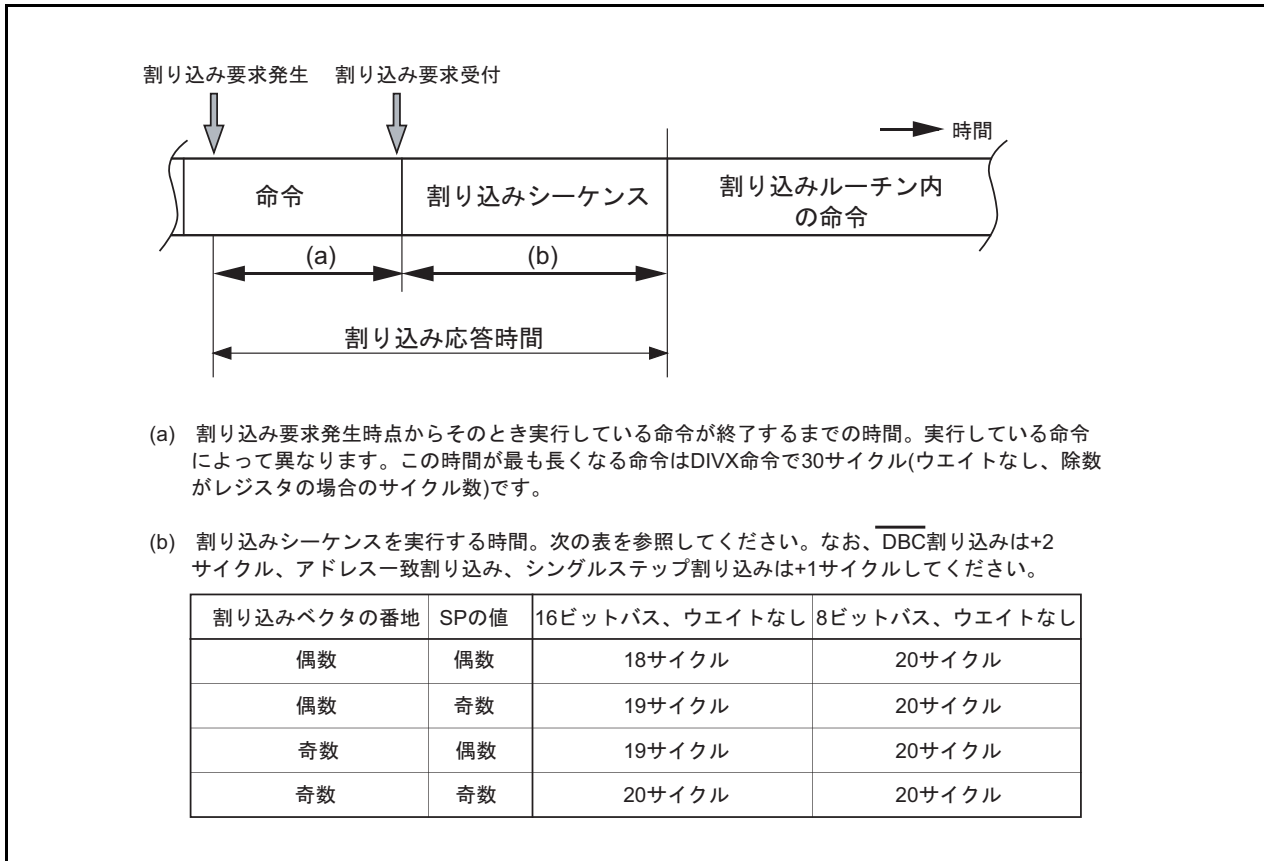 割り込み要求発生 割り込み要求受付
時間
命令 割り込みシーケンス 割り込みルーチン内
の命令
(a) (b)
割り込み応答時間
(a) 割り込み要求発生時点からそのとき実行している命令が終了するまでの時間。実行している命令
によって異なります。この時間が最も長くなる命令はDIVX命令で30サイクル(ウエイトなし、除数
がレジスタの場合のサイクル数)です。
(b) 割り込みシーケンスを実行する時間。次の表を参照してください。なお、DBC割り込みは+2
サイクル、アドレス一致割り込み、シングルステップ割り込みは+1サイクルしてください。
割り込みベクタの番地 SPの値 16ビットバス、ウエイトなし 8ビットバス、ウエイトなし
偶数 偶数 18サイクル 20サイクル
偶数 奇数 19サイクル 20サイクル
奇数 偶数 19サイクル 20サイクル
奇数 奇数 20サイクル 20サイクル